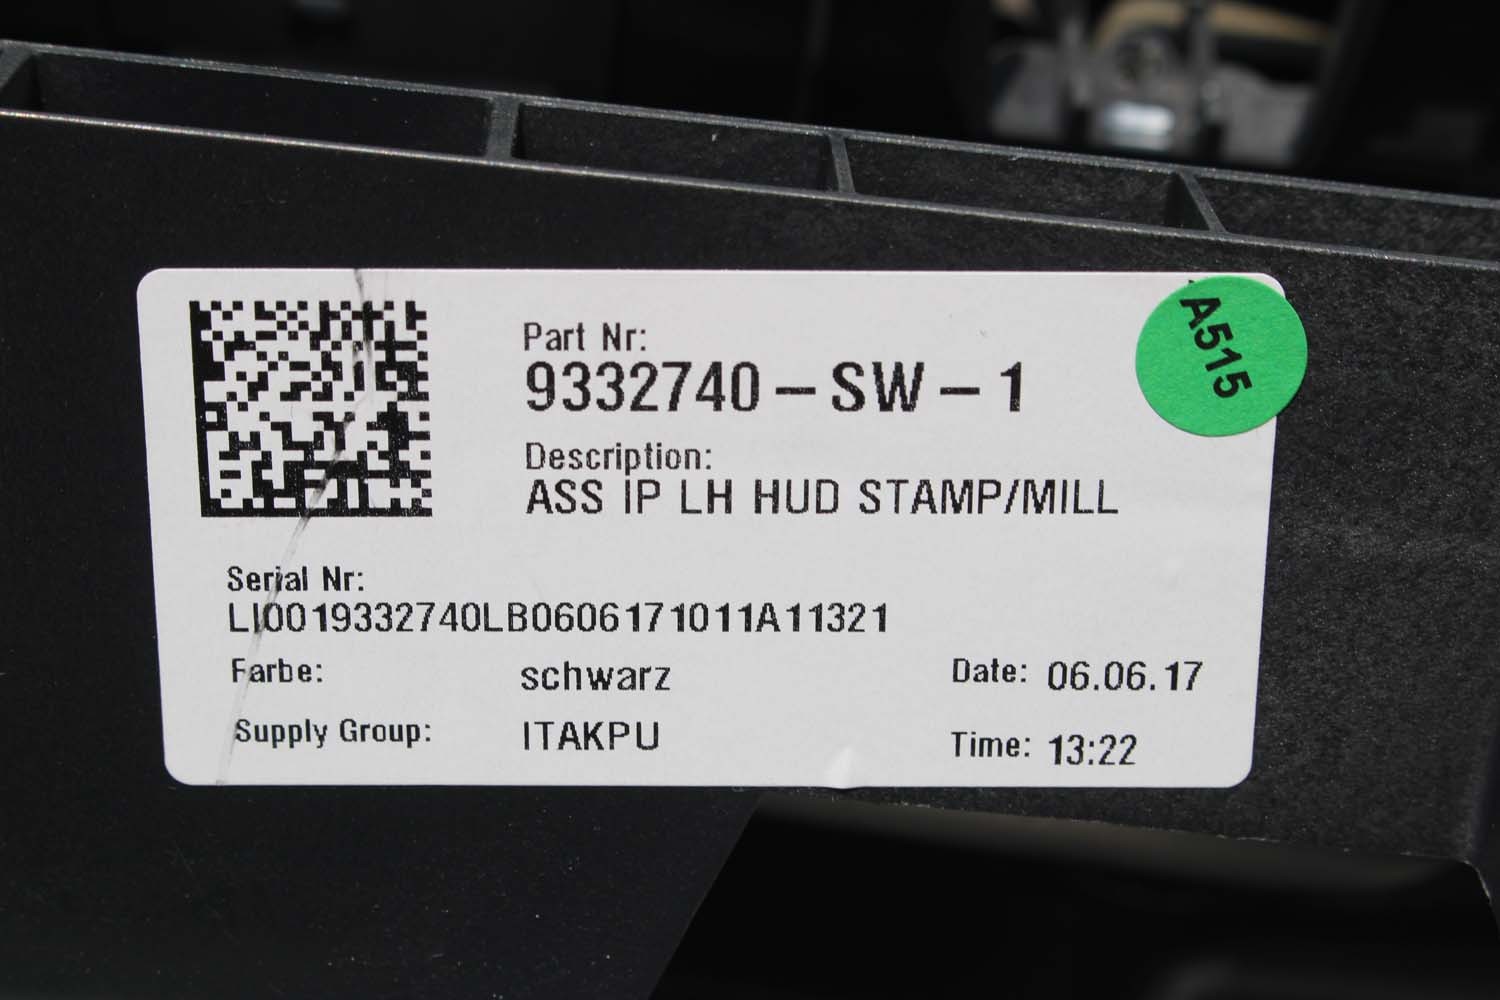 Part Nr:
9332740-SW-1
A515
Description:
ASS IP LH HUD STAMP/MILL
Serial Nr:
LI0019332740LB0606171011A11321
Farbe: schwarz Date: 06.06.17
Supply Group: ITAKPU Time: 13:22